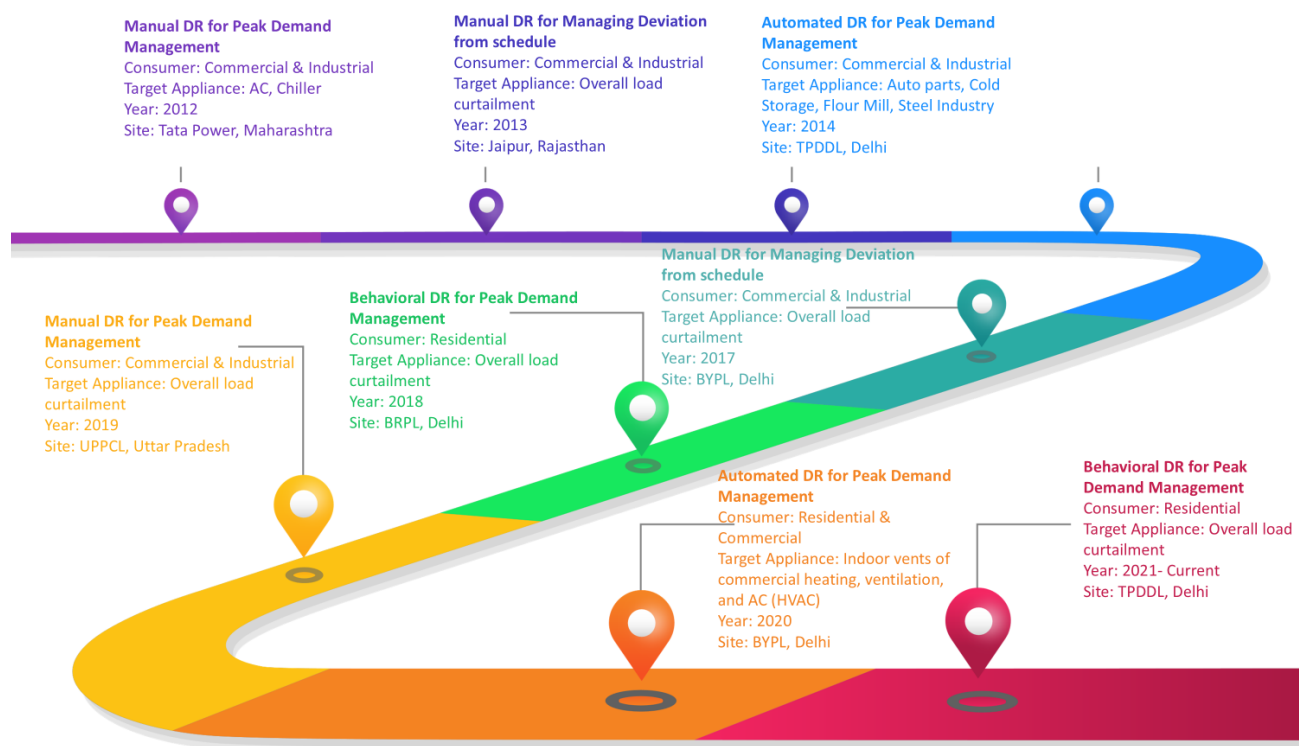 Manual DR for Peak Demand
Management
Consumer: Commercial & Industrial
Target Appliance: AC, Chiller
Year: 2012
Site: Tata Power, Maharashtra
Manual DR for Managing Deviation
from schedule
Consumer: Commercial & Industrial
Target Appliance: Overall load
curtailment
Year: 2013
Site: Jaipur, Rajasthan
Automated DR for Peak Demand
Management
Consumer: Commercial & Industrial
Target Appliance: Auto parts, Cold
Storage, Flour Mill, Steel Industry
Year: 2014
Site: TPDDL, Delhi
Manual DR for Managing Deviation
from schedule
Consumer: Commercial & Industrial
Target Appliance: Overall load
curtailment
Year: 2017
Site: BYPL, Delhi
Behavioral DR for Peak Demand
Management
Consumer: Residential
Target Appliance: Overall load
curtailment
Year: 2018
Site: BRPL, Delhi
Manual DR for Peak Demand
Management
Consumer: Commercial & Industrial
Target Appliance: Overall load
curtailment
Year: 2019
Site: UPPCL, Uttar Pradesh
Automated DR for Peak Demand
Management
Consumer: Residential &
Commercial
Target Appliance: Indoor vents of
commercial heating, ventilation,
and AC (HVAC)
Year: 2020
Site: BYPL, Delhi
Behavioral DR for Peak
Demand Management
Consumer: Residential
Target Appliance: Overall load
curtailment
Year: 2021- Current
Site: TPDDL, Delhi